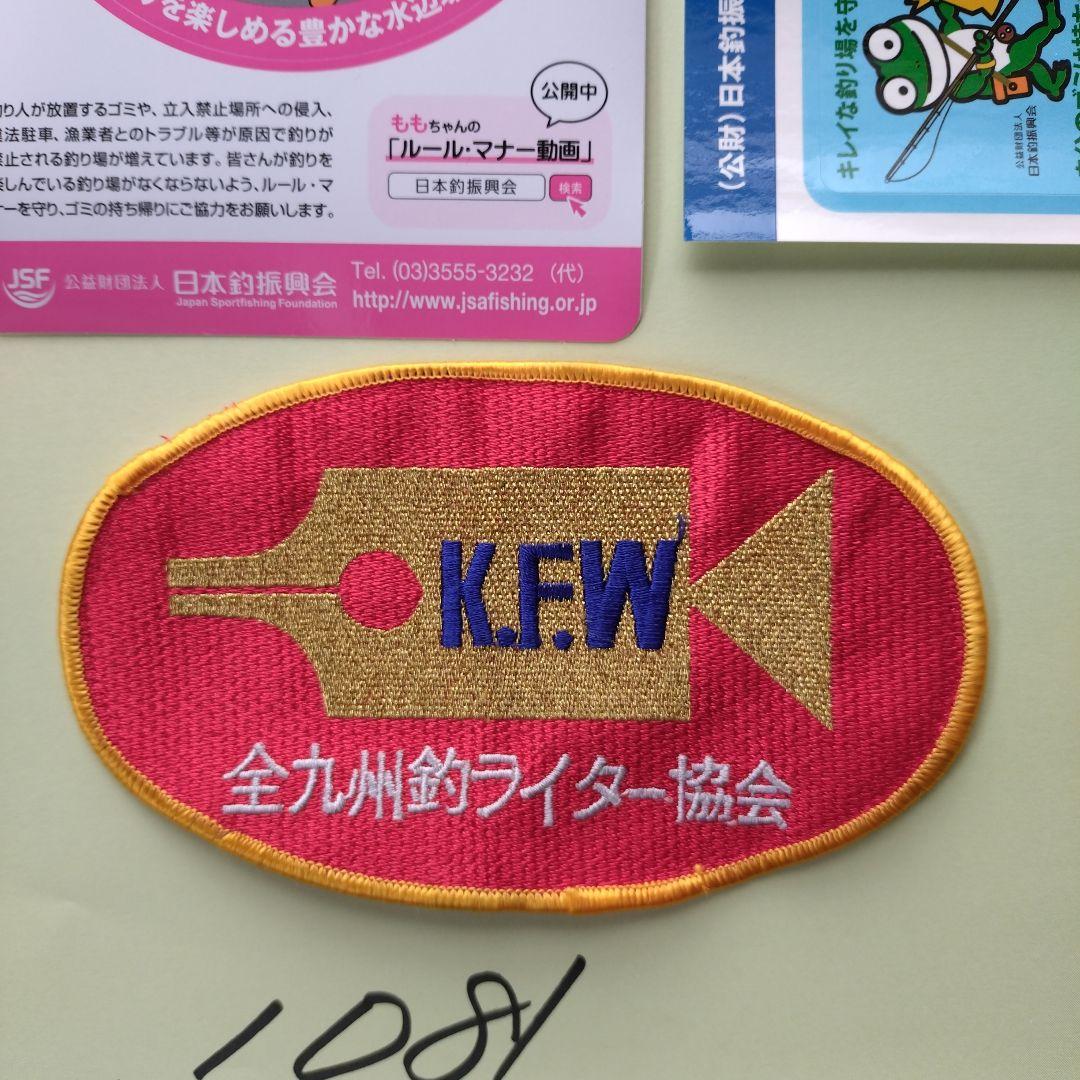 を楽しめる豊かな水辺
り人が放置するゴミや、立入禁止場所への侵入、
法駐車、漁業者とのトラブル等が原因で釣りが
禁止される釣り場が増えています。皆さんが釣りを
楽しんでいる釣り場がなくならないよう、ルール・マ
ナーを守り、ゴミの持ち帰りにご協力をお願いします。
公開中
ももちゃんの
「ルール・マナー動画」
日本釣振興会
検索
JSF
公益財団法人 日本釣振興会
Japan Sportfishing Foundation
Tel. (03)3555-3232 (代)
http://www.jsafishing.or.jp
(公財)日本釣振
キレイな釣り場を守
公益財団法人
日本釣振興会
K.F.W
全九州釣ライター協会
1081